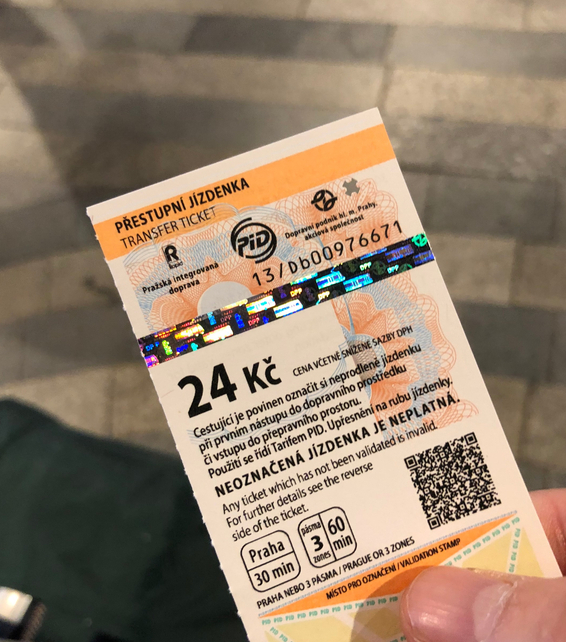 PŘESTUPNÍ JÍZDENKA
TRANSFER TICKET
Pražská integrovaná
doprava
PiD
Dopravní podnik hl. m. Prahy,
akciová společnost
13/Db00976671
24 Kč CENA VČETNĚ SNÍŽENÉ SAZBY DPH
Cestující je povinen označit si neprodleně jízdenku
při prvním nástupu do dopravního prostředku
či vstupu do přepravního prostoru.
Použití se řídí Tarifem PID. Upřesnění na rubu jízdenky.
NEOZNAČENÁ JÍZDENKA JE NEPLATNÁ.
Any ticket which has not been validated is invalid.
For further details see the reverse
side of the ticket.
Praha
30 min
pásma
3
zones
60
min
PRAHA NEBO 3 PÁSMA / PRAGUE OR 3 ZONES
MÍSTO PRO OZNAČENÍ / VALIDATION STAMP